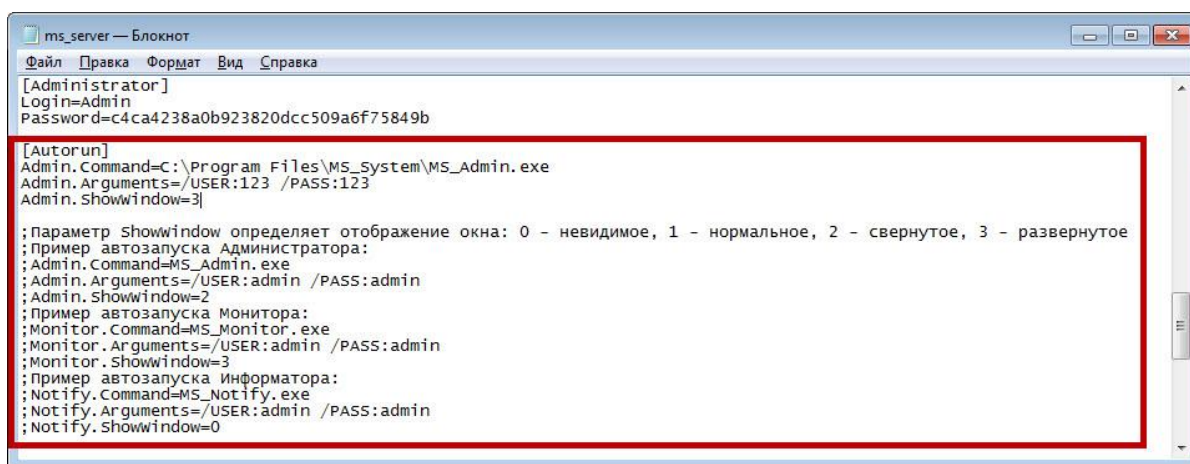 ms_server — Блокнот
Файл Правка Формат Вид Справка
[Administrator]
Login=Admin
Password=c4ca4238a0b923820dcc509a6f75849b
[Autorun]
Admin.Command=C:\Program Files\MS_System\MS_Admin.exe
Admin.Arguments=/USER:123 /PASS:123
Admin.ShowWindow=3
;Параметр ShowWindow определяет отображение окна: 0 - невидимое, 1 - нормальное, 2 - свернутое, 3 - развернутое
;Пример автозапуска Администратора:
;Admin.Command=MS_Admin.exe
;Admin.Arguments=/USER:admin /PASS:admin
;Admin.ShowWindow=2
;Пример автозапуска Монитора:
;Monitor.Command=MS_Monitor.exe
;Monitor.Arguments=/USER:admin /PASS:admin
;Monitor.ShowWindow=3
;Пример автозапуска Информатора:
;Notify.Command=MS_Notify.exe
;Notify.Arguments=/USER:admin /PASS:admin
;Notify.ShowWindow=0